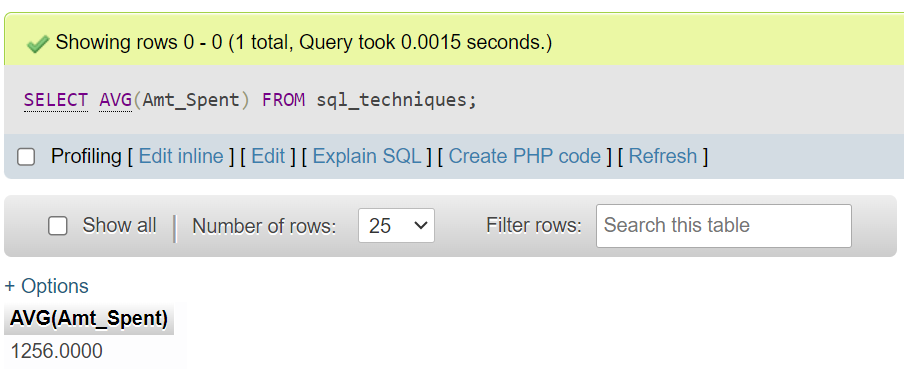 Showing rows 0 - 0 (1 total, Query took 0.0015 seconds.)
SELECT AVG(Amt_Spent) FROM sql_techniques;
Profiling [ Edit inline ] [ Edit ] [ Explain SQL ] [ Create PHP code ] [ Refresh ]
Show all | Number of rows: 25 Filter rows: Search this table
+ Options
AVG(Amt_Spent)
1256.0000